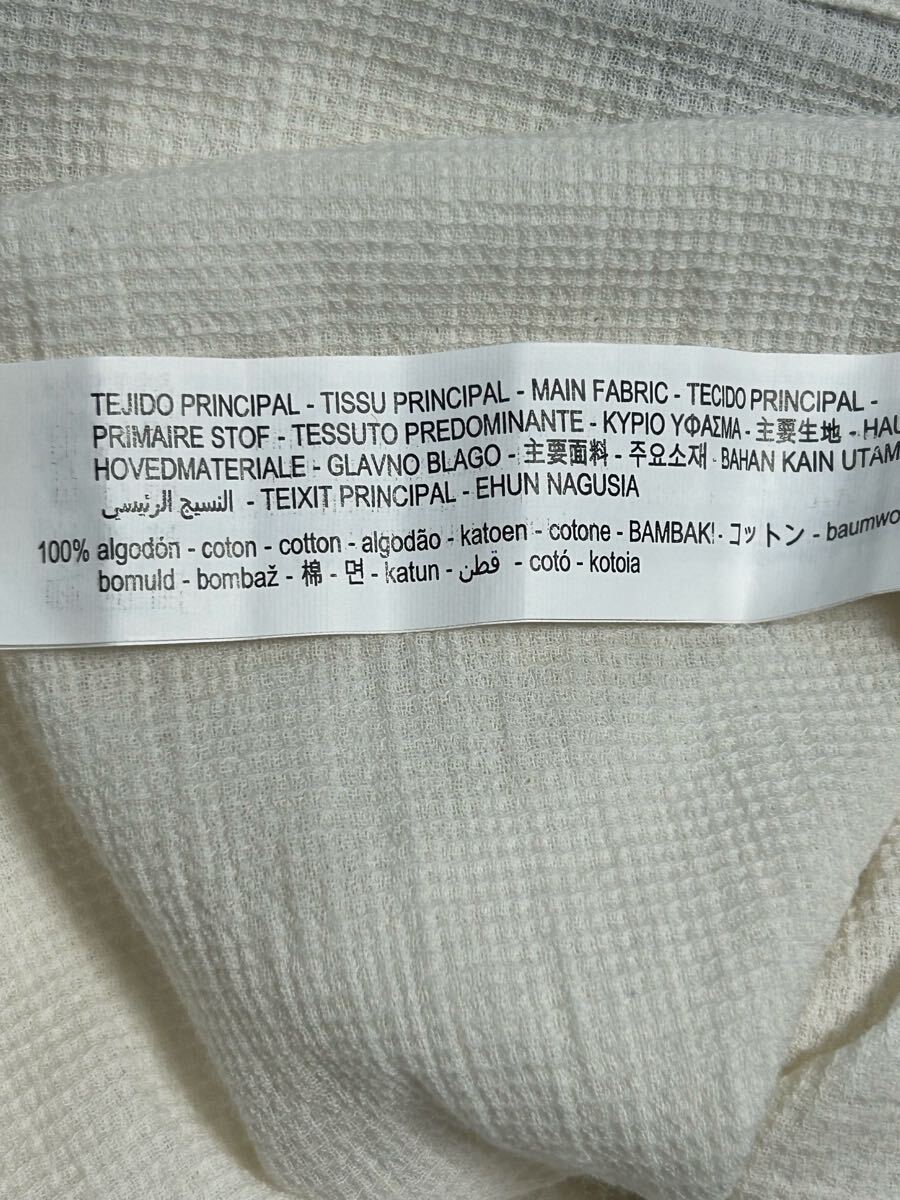 TEJIDO PRINCIPAL - TISSU PRINCIPAL - MAIN FABRIC - TECIDO PRINCIPAL -
PRIMAIRE STOF - TESSUTO PREDOMINANTE - ΚΥΡΙΟ ΥΦΑΣΜΑ - 主要生地 - HAU
HOVEDMATERIALE - GLAVNO BLAGO - 主要面料 - 주요소재 - BAHAN KAIN UTAM
النسيج الرئيسي - TEIXIT PRINCIPAL - EHUN NAGUSIA
100% algodón - coton - cotton - algodão - katoen - cotone - BAMBAKI - コットン - baumwo
bomuld - bombaž - 棉 - 면 - katun - قطن - cotó - kotoia